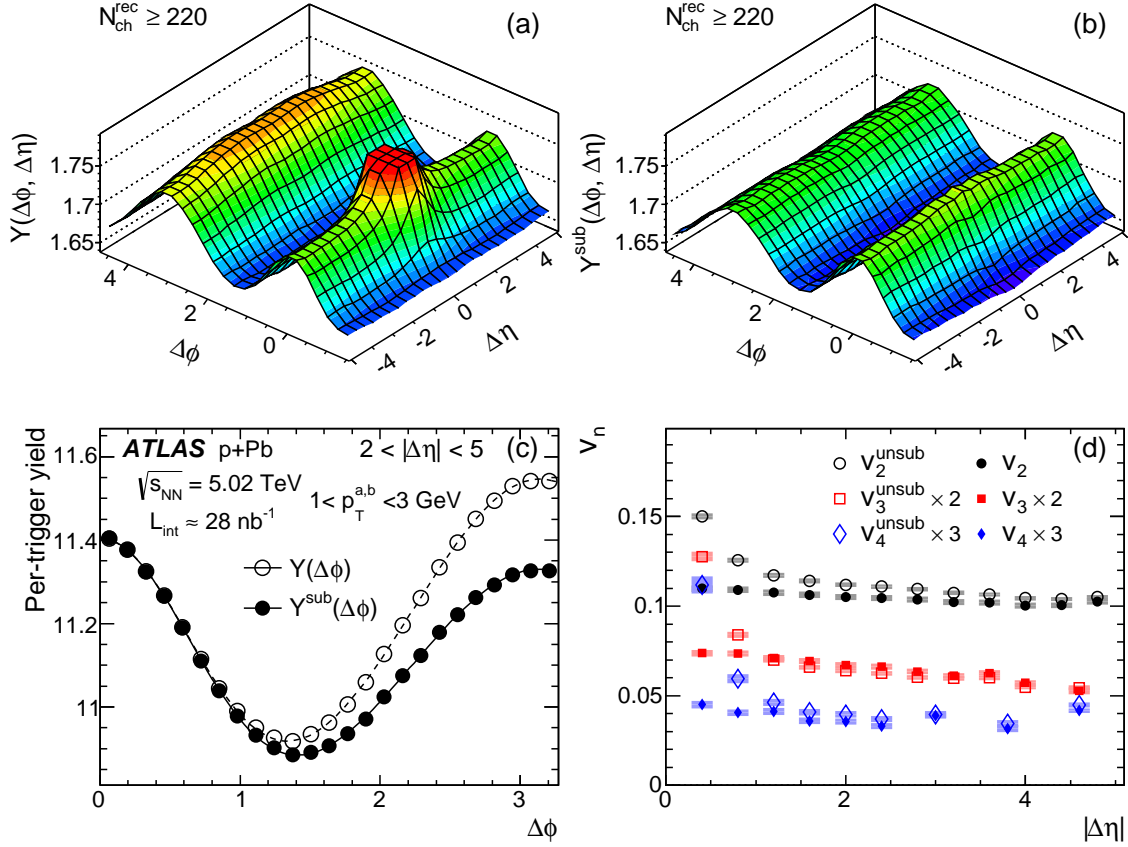 N_ch^rec ≥ 220
(a)
Y(Δϕ, Δη)
1.75
1.7
1.65
4
2
0
Δϕ
-4
-2
0
2
4
Δη
N_ch^rec ≥ 220
(b)
Y^sub(Δϕ, Δη)
1.75
1.7
1.65
4
2
0
Δϕ
-4
-2
0
2
4
Δη
Per-trigger yield
11.6
11.4
11.2
11
ATLAS p+Pb
2 < |Δη| < 5
(c)
√s_NN = 5.02 TeV
1< p_T^a,b <3 GeV
L_int ≈ 28 nb^-1
Y(Δϕ)
Y^sub(Δϕ)
0
1
2
3
Δϕ
v_n
(d)
v_2^unsub
v_2
v_3^unsub × 2
v_3 × 2
v_4^unsub × 3
v_4 × 3
0.15
0.1
0.05
0
0
2
4
|Δη|